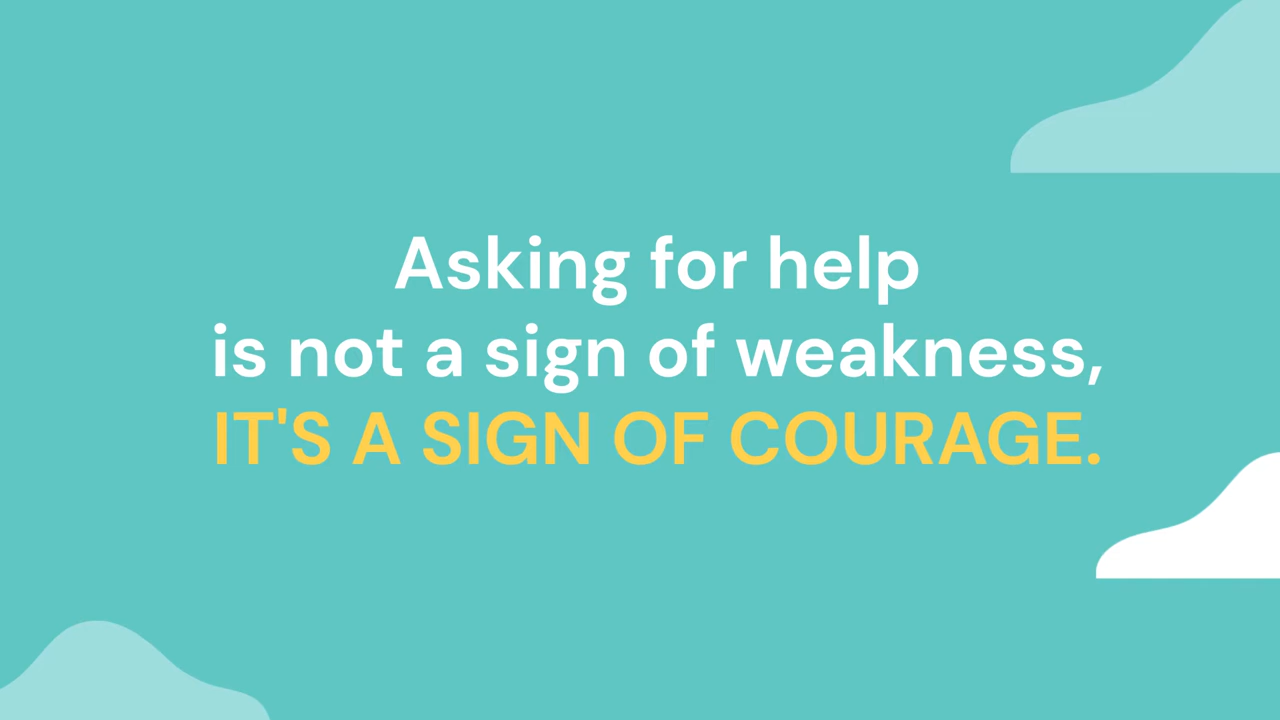 Asking for help
is not a sign of weakness,
IT'S A SIGN OF COURAGE.